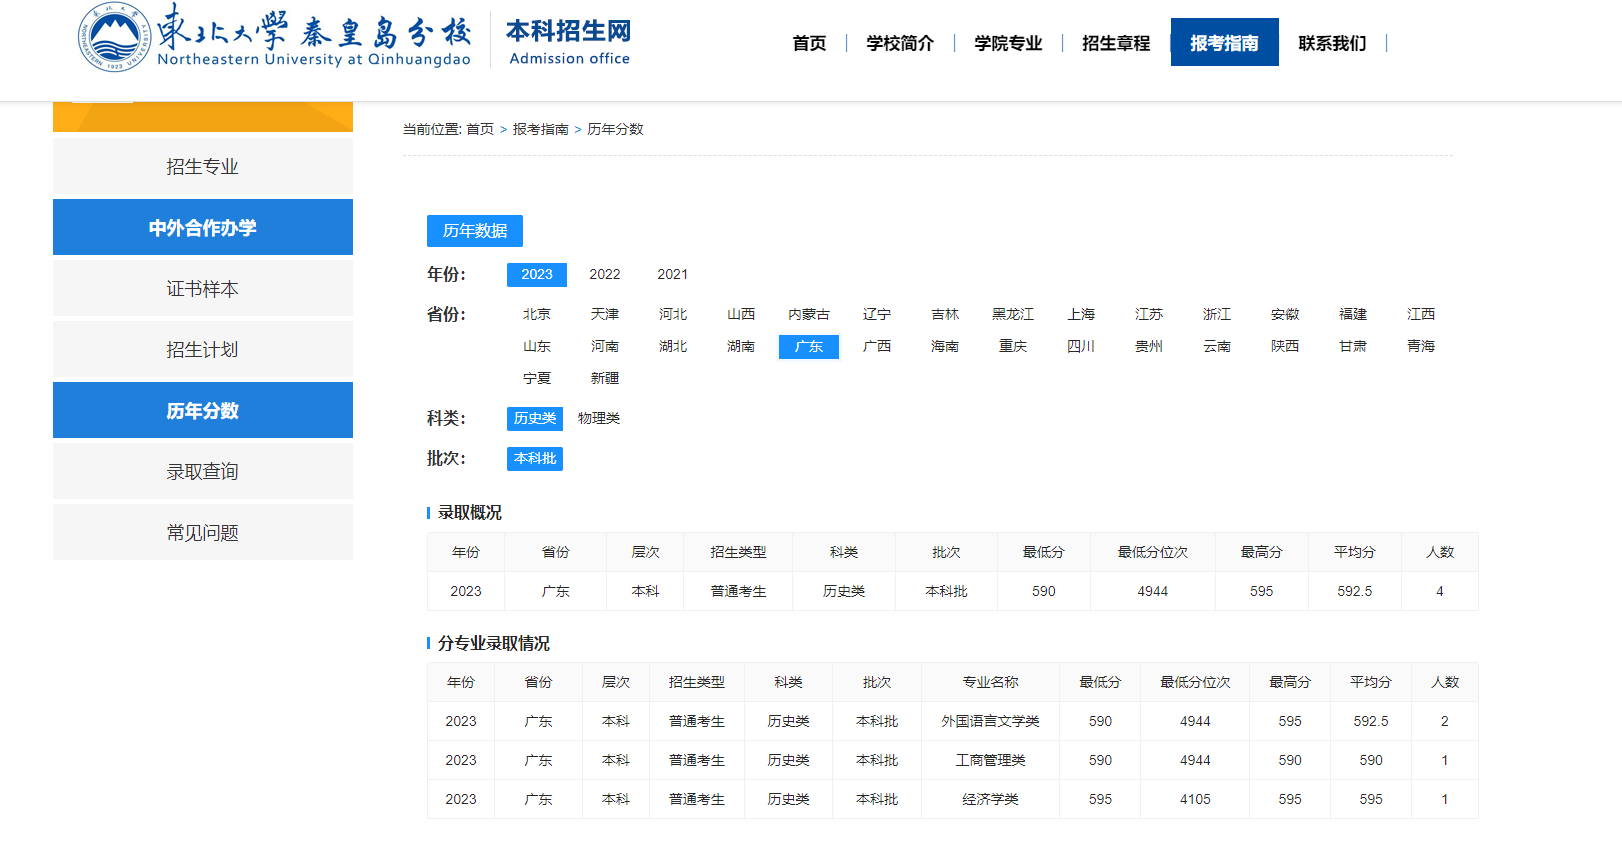 東北大學秦皇島分校
Northeastern University at Qinhuangdao
本科招生网
Admission office
首页 学校简介 学院专业 招生章程 报考指南 联系我们
招生专业
中外合作办学
证书样本
招生计划
历年分数
录取查询
常见问题
当前位置: 首页 > 报考指南 > 历年分数
历年数据
年份: 2023 2022 2021
省份: 北京 天津 河北 山西 内蒙古 辽宁 吉林 黑龙江 上海 江苏 浙江 安徽 福建 江西
山东 河南 湖北 湖南 广东 广西 海南 重庆 四川 贵州 云南 陕西 甘肃 青海
宁夏 新疆
科类: 历史类 物理类
批次: 本科批
录取概况
年份 省份 层次 招生类型 科类 批次 最低分 最低分位次 最高分 平均分 人数
2023 广东 本科 普通考生 历史类 本科批 590 4944 595 592.5 4
分专业录取情况
年份 省份 层次 招生类型 科类 批次 专业名称 最低分 最低分位次 最高分 平均分 人数
2023 广东 本科 普通考生 历史类 本科批 外国语言文学类 590 4944 595 592.5 2
2023 广东 本科 普通考生 历史类 本科批 工商管理类 590 4944 590 590 1
2023 广东 本科 普通考生 历史类 本科批 经济学类 595 4105 595 595 1